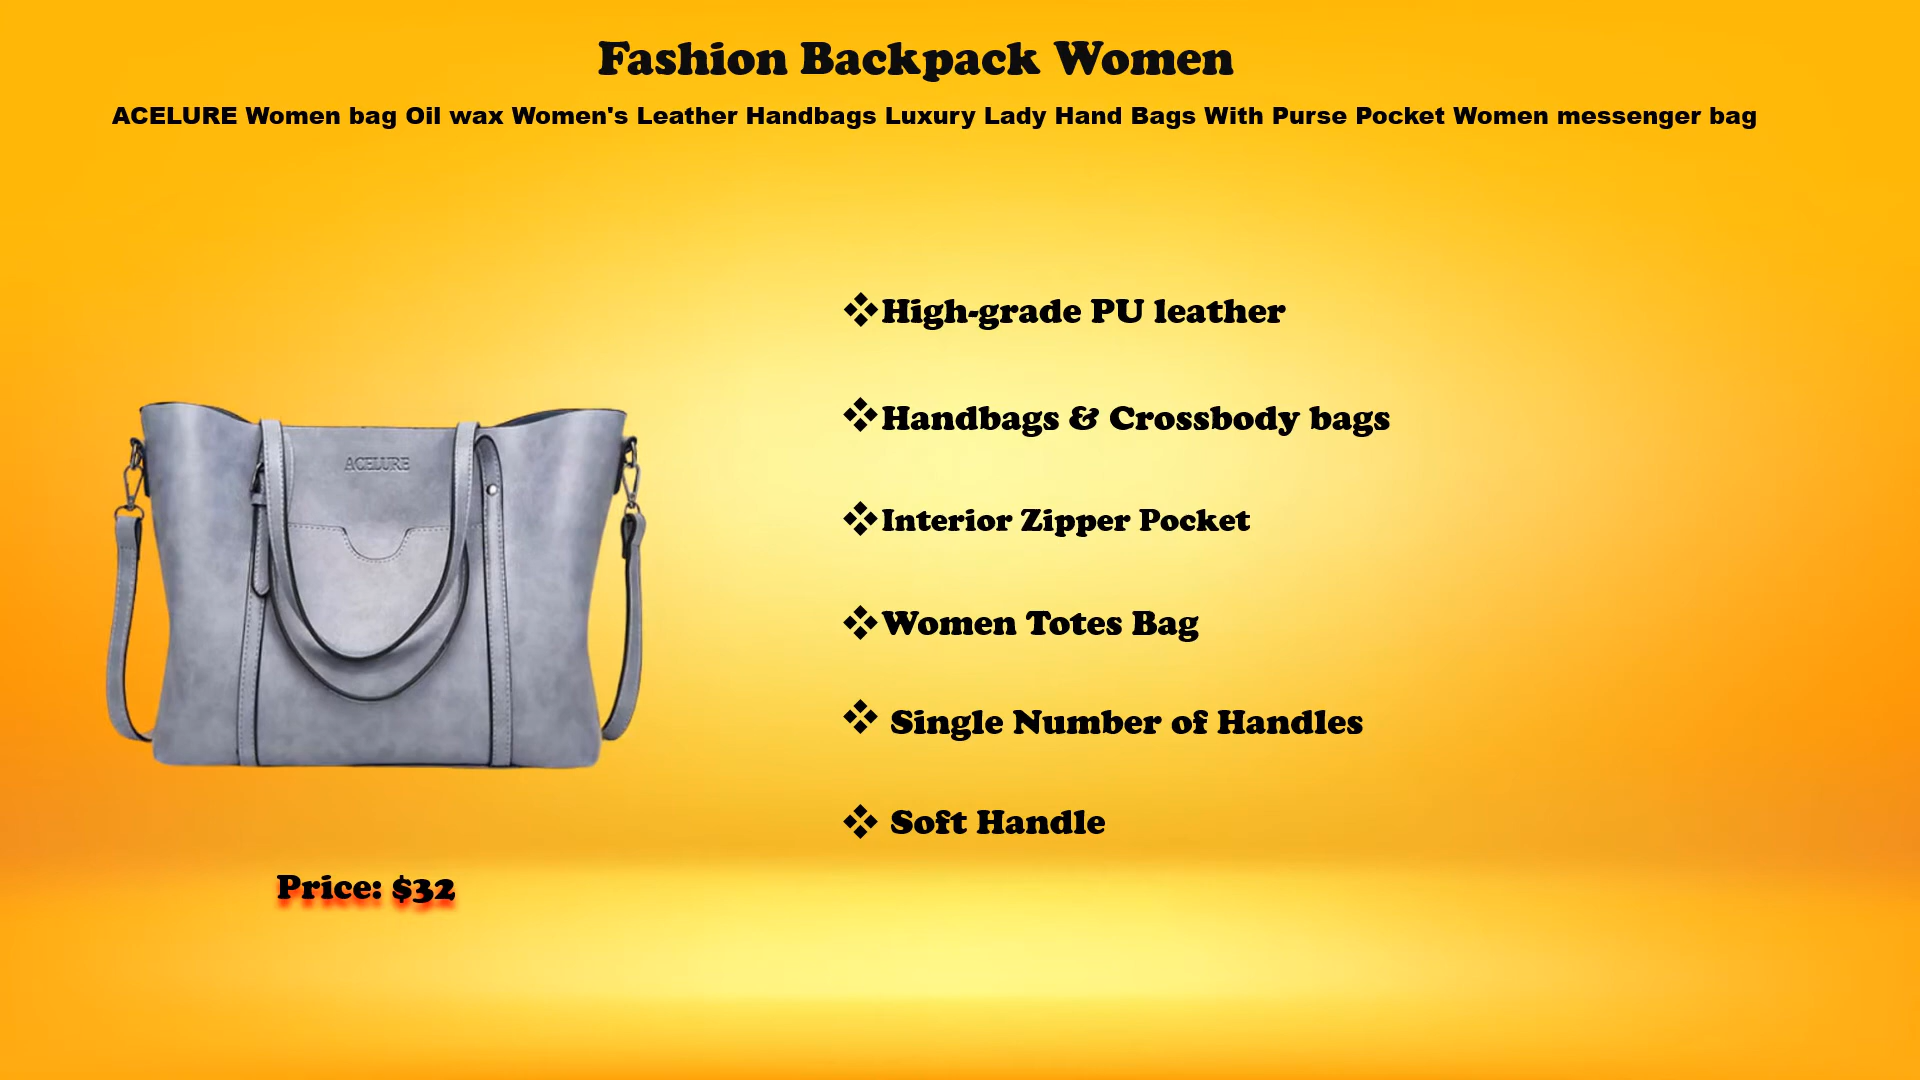 Fashion Backpack Women
ACELURE Women bag Oil wax Women's Leather Handbags Luxury Lady Hand Bags With Purse Pocket Women messenger bag
❖High-grade PU leather
❖Handbags & Crossbody bags
ACELURE
❖Interior Zipper Pocket
❖Women Totes Bag
❖ Single Number of Handles
❖ Soft Handle
Price: $32